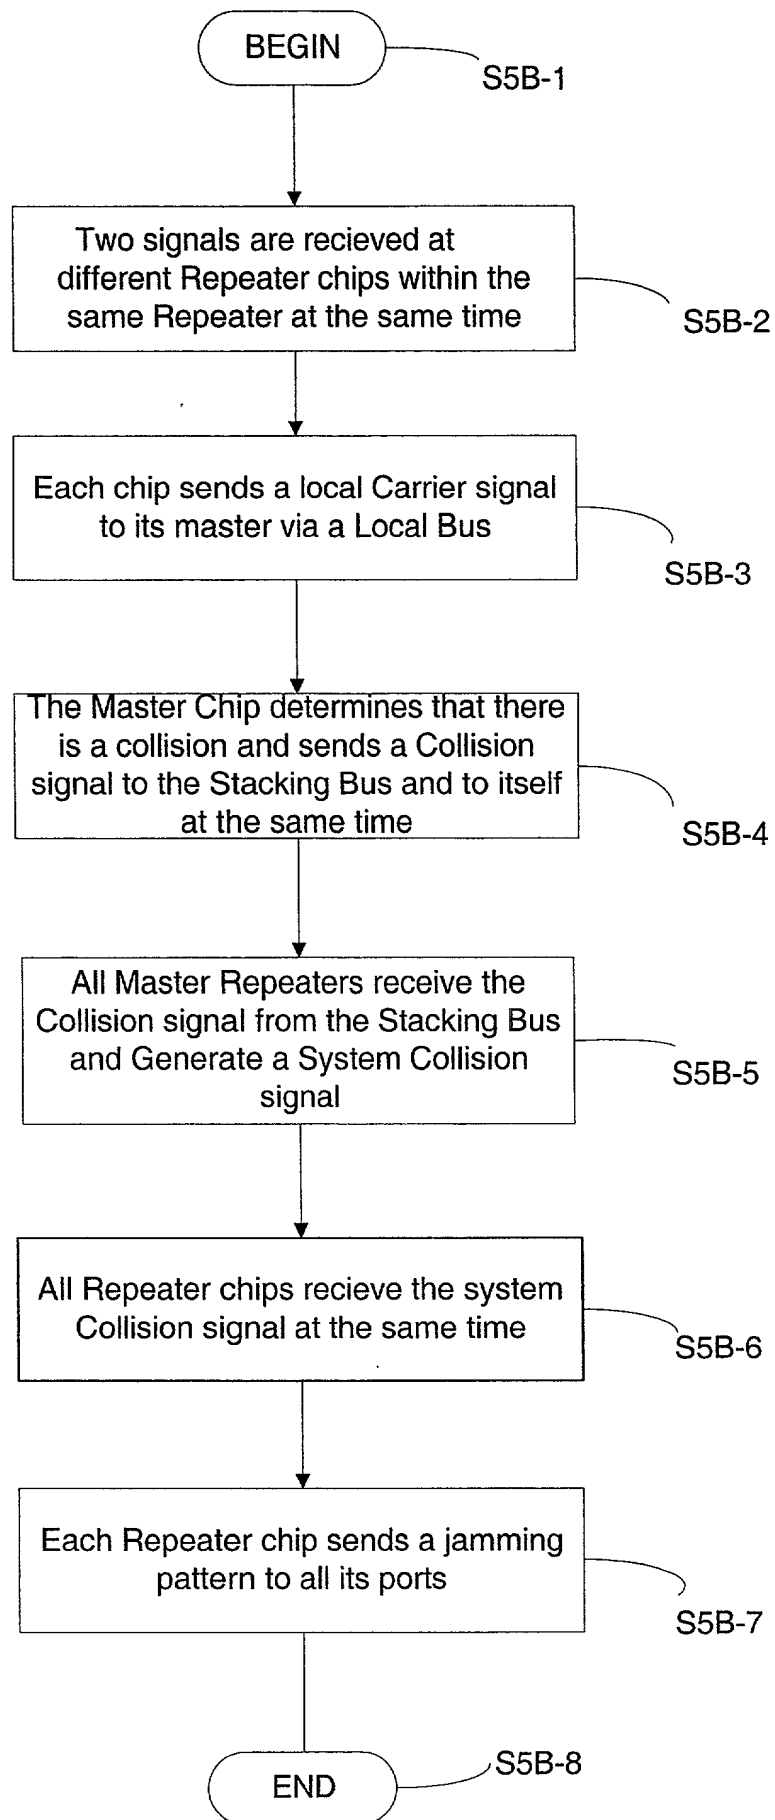 BEGIN
S5B-1
Two signals are recieved at
different Repeater chips within the
same Repeater at the same time
S5B-2
Each chip sends a local Carrier signal
to its master via a Local Bus
S5B-3
The Master Chip determines that there
is a collision and sends a Collision
signal to the Stacking Bus and to itself
at the same time
S5B-4
All Master Repeaters receive the
Collision signal from the Stacking Bus
and Generate a System Collision
signal
S5B-5
All Repeater chips recieve the system
Collision signal at the same time
S5B-6
Each Repeater chip sends a jamming
pattern to all its ports
S5B-7
END
S5B-8